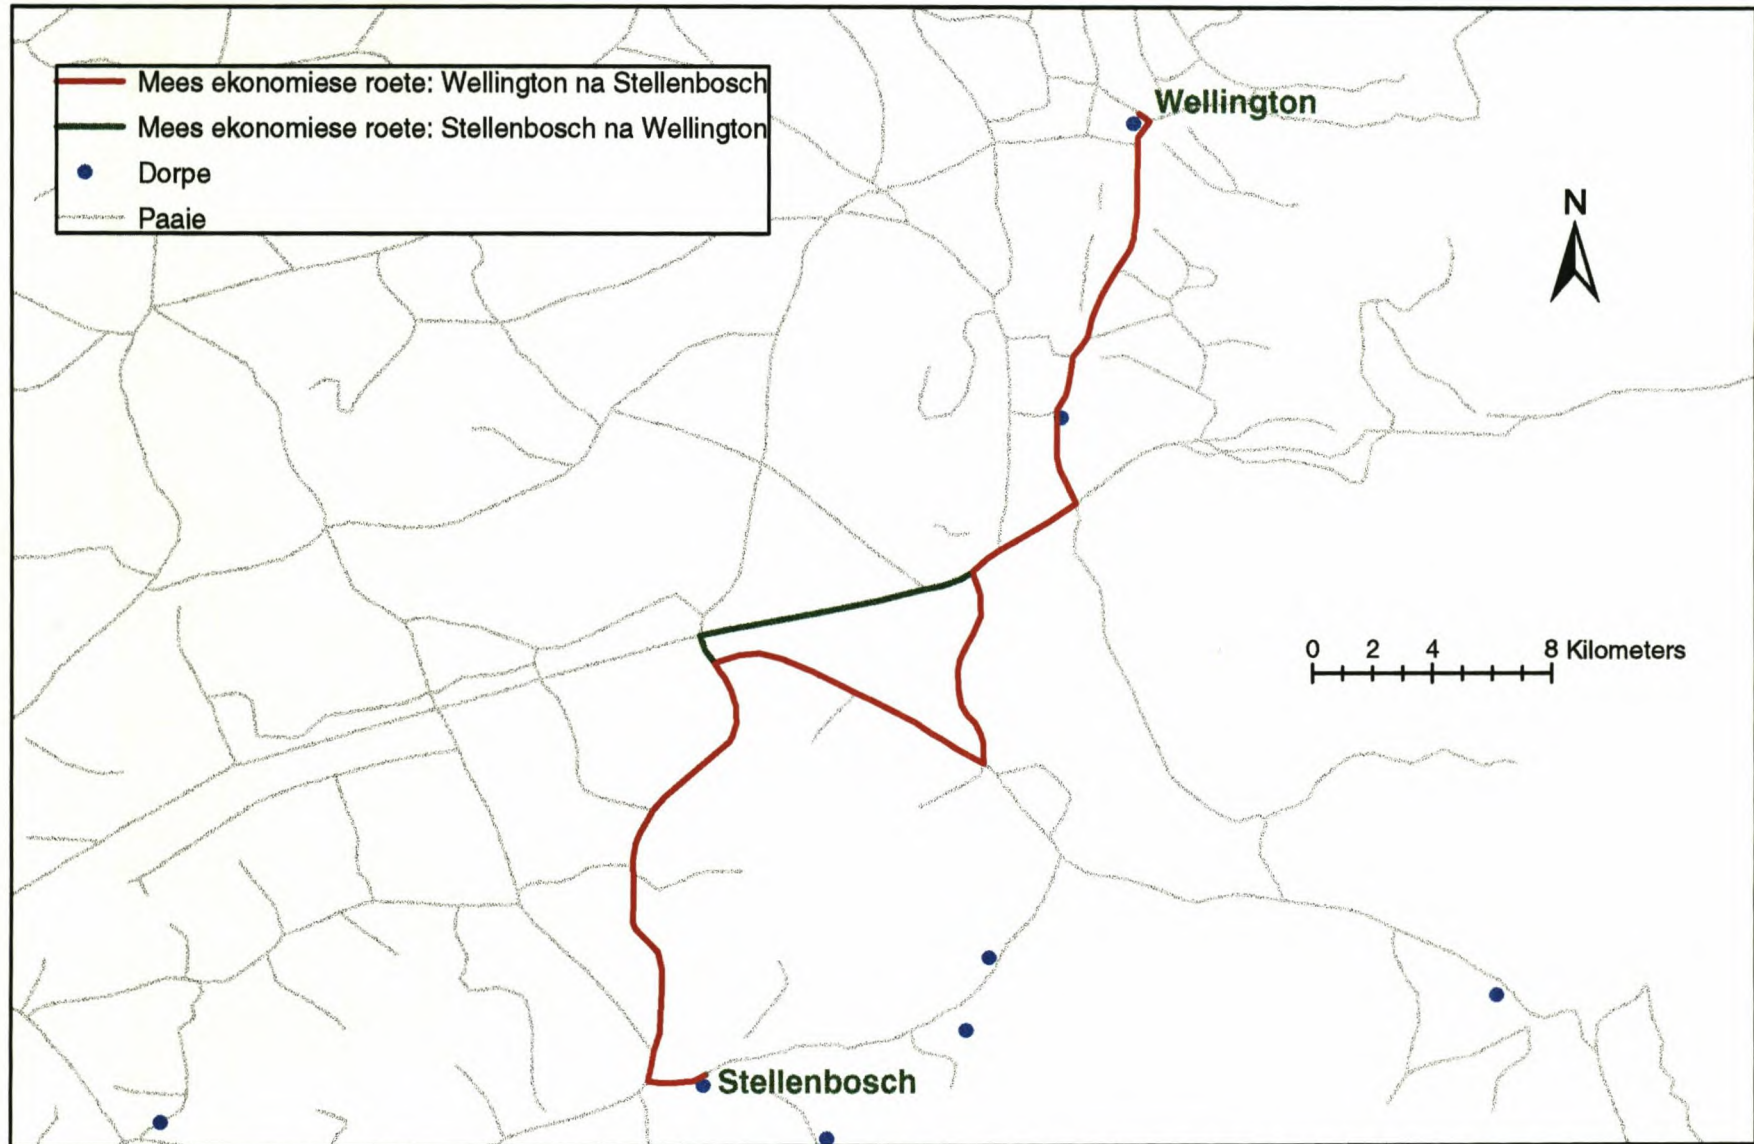 Mees ekonomiese roete: Wellington na Stellenbosch
Mees ekonomiese roete: Stellenbosch na Wellington
Dorpe
Paaie
Wellington
N
0 2 4 8 Kilometers
Stellenbosch